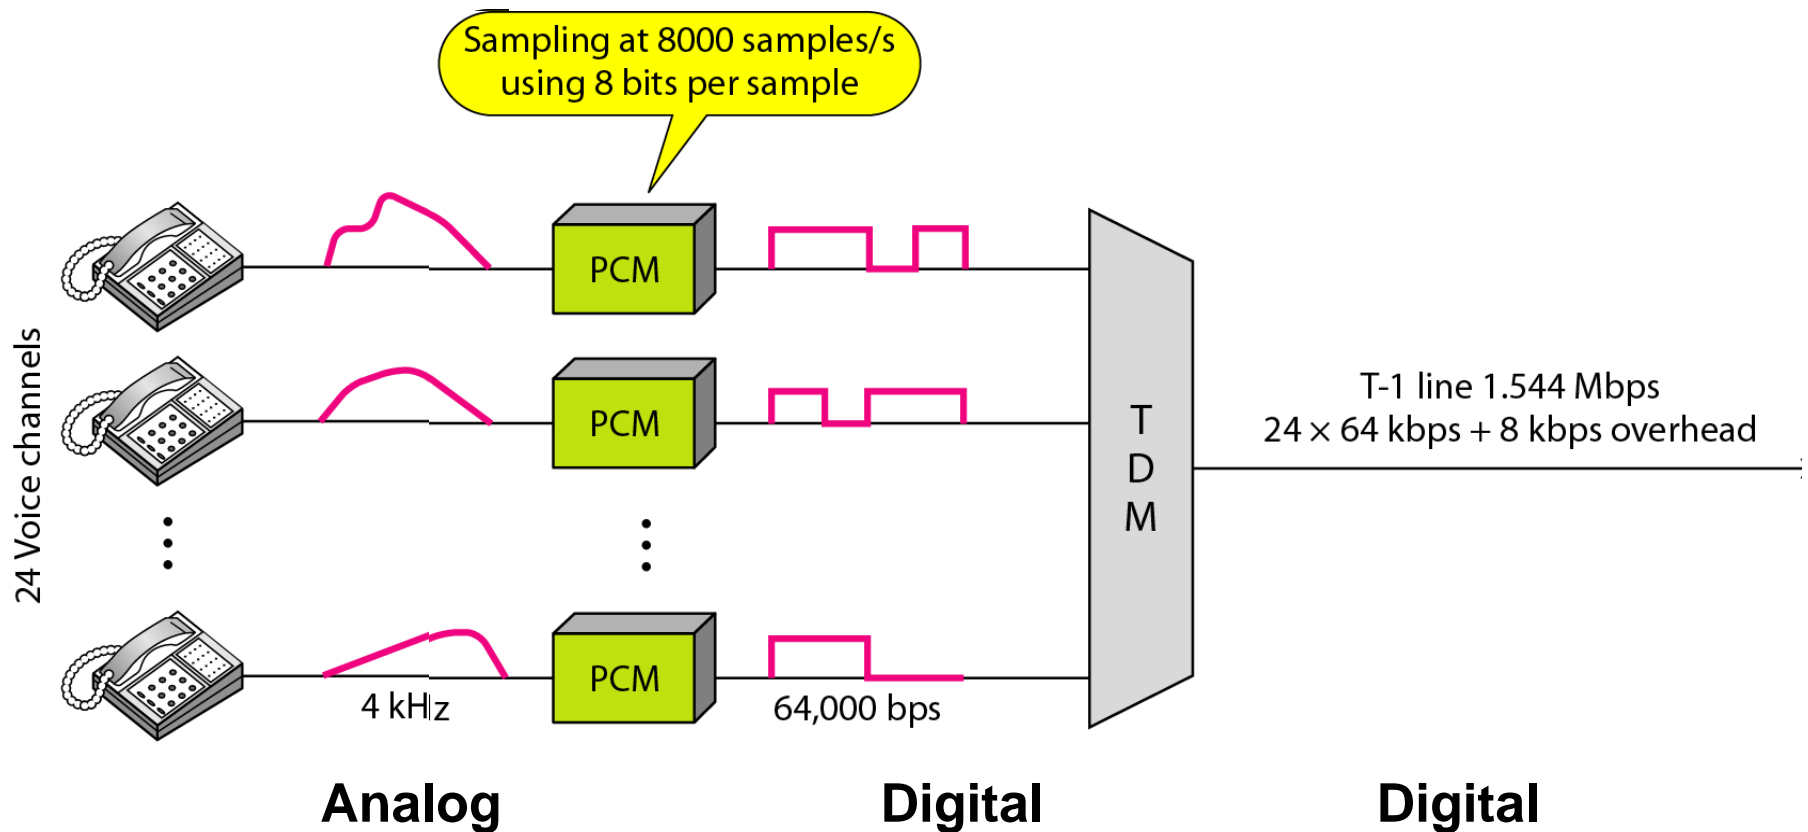 Sampling at 8000 samples/s
using 8 bits per sample
24 Voice channels
PCM
PCM
PCM
4 kHz
64,000 bps
T
D
M
T-1 line 1.544 Mbps
24 × 64 kbps + 8 kbps overhead
Analog
Digital
Digital